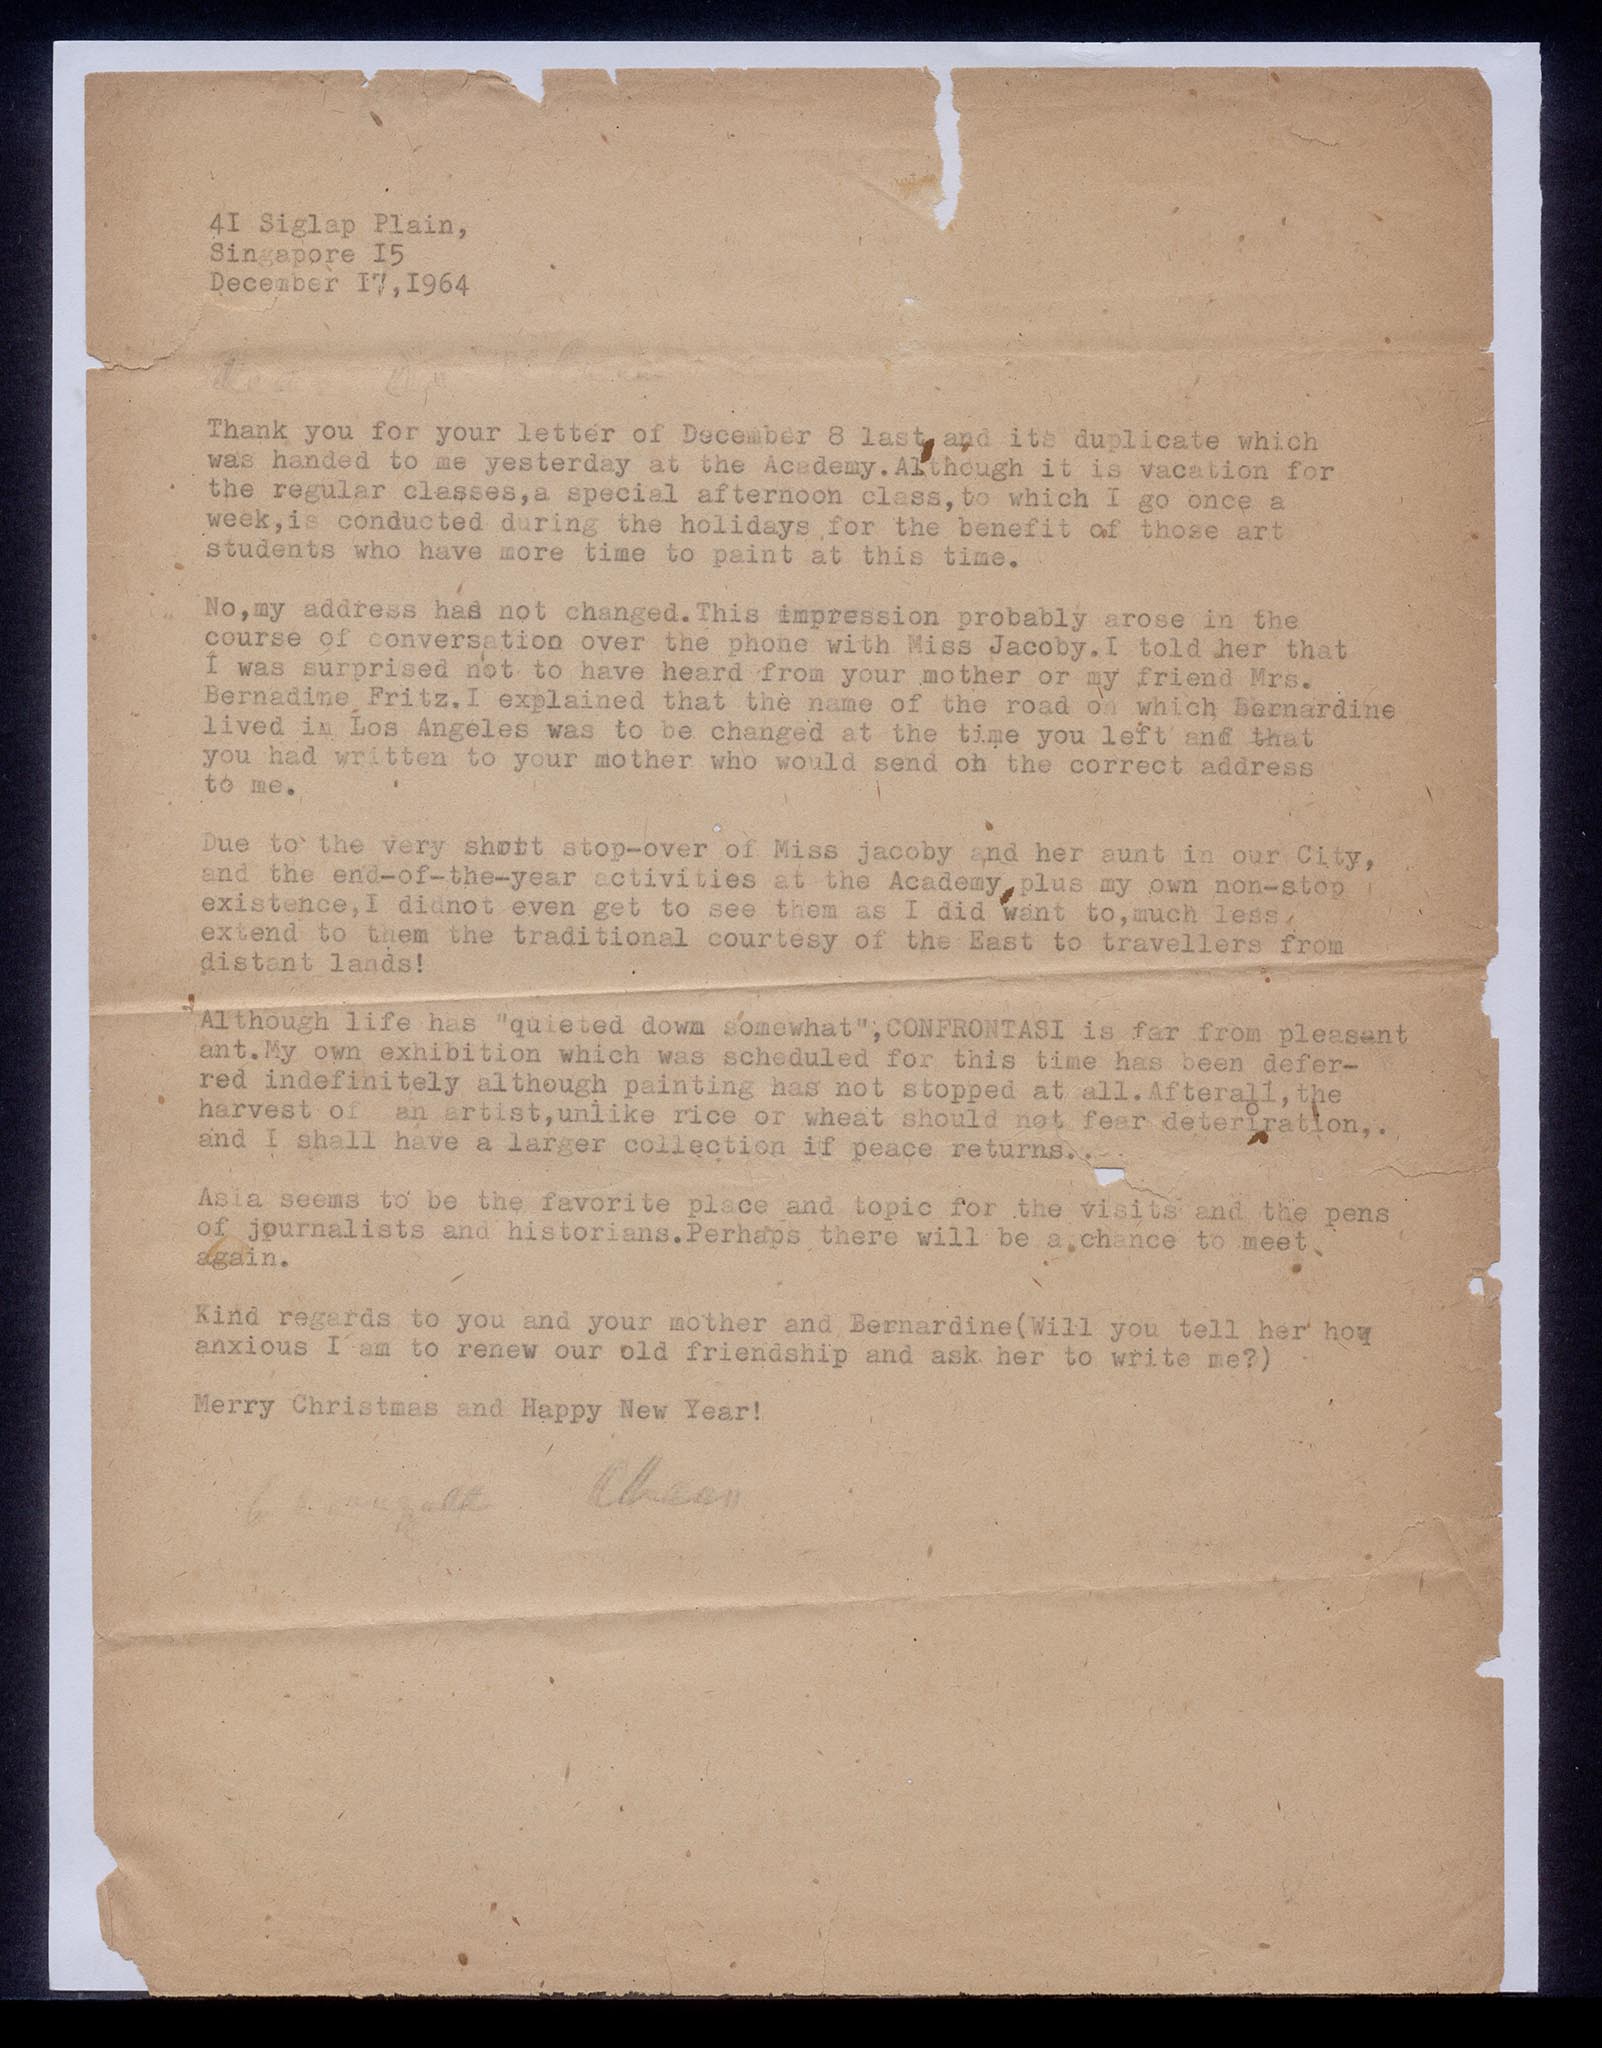 4I Siglap Plain,
Singapore I5
December I7,I964
Thank you for your letter of December 8 last, and its duplicate which
was handed to me yesterday at the Academy.Although it is vacation for
the regular classes,a special afternoon class,to which I go once a
week,is conducted during the holidays for the benefit of those art
students who have more time to paint at this time.
No,my address has not changed.This impression probably arose in the
course of conversation over the phone with Miss Jacoby.I told her that
I was surprised not to have heard from your mother or my friend Mrs.
Bernadine Fritz.I explained that the name of the road on which Bernardine
lived in Los Angeles was to be changed at the time you left and that
you had written to your mother who would send on the correct address
to me.
Due to the very short stop-over of Miss jacoby and her aunt in our City,
and the end-of-the-year activities at the Academy,plus my own non-stop
existence,I didnot even get to see them as I did want to,much less
extend to them the traditional courtesy of the East to travellers from
distant lands!
Although life has "quieted down somewhat",CONFRONTASI is far from pleasant
ant.My own exhibition which was scheduled for this time has been defer-
red indefinitely although painting has not stopped at all.Afterall,the
harvest of an artist,unlike rice or wheat should not fear deterioration,.
and I shall have a larger collection if peace returns..
Asia seems to be the favorite place and topic for the visits and the pens
of journalists and historians.Perhaps there will be a chance to meet
again.
Kind regards to you and your mother and Bernardine(Will you tell her how
anxious I am to renew our old friendship and ask her to write me?)
Merry Christmas and Happy New Year!